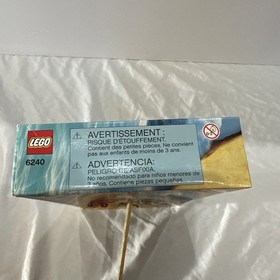 LEGO
6240
AVERTISSEMENT :
RISQUE D'ÉTOUFFEMENT.
Contient des petites pièces. Ne convient
pas aux enfants de moins de 3 ans.
ADVERTENCIA:
PELIGRO DE ASFIXIA.
No recomendado para niños menores de
3 años. Contiene piezas pequeñas.